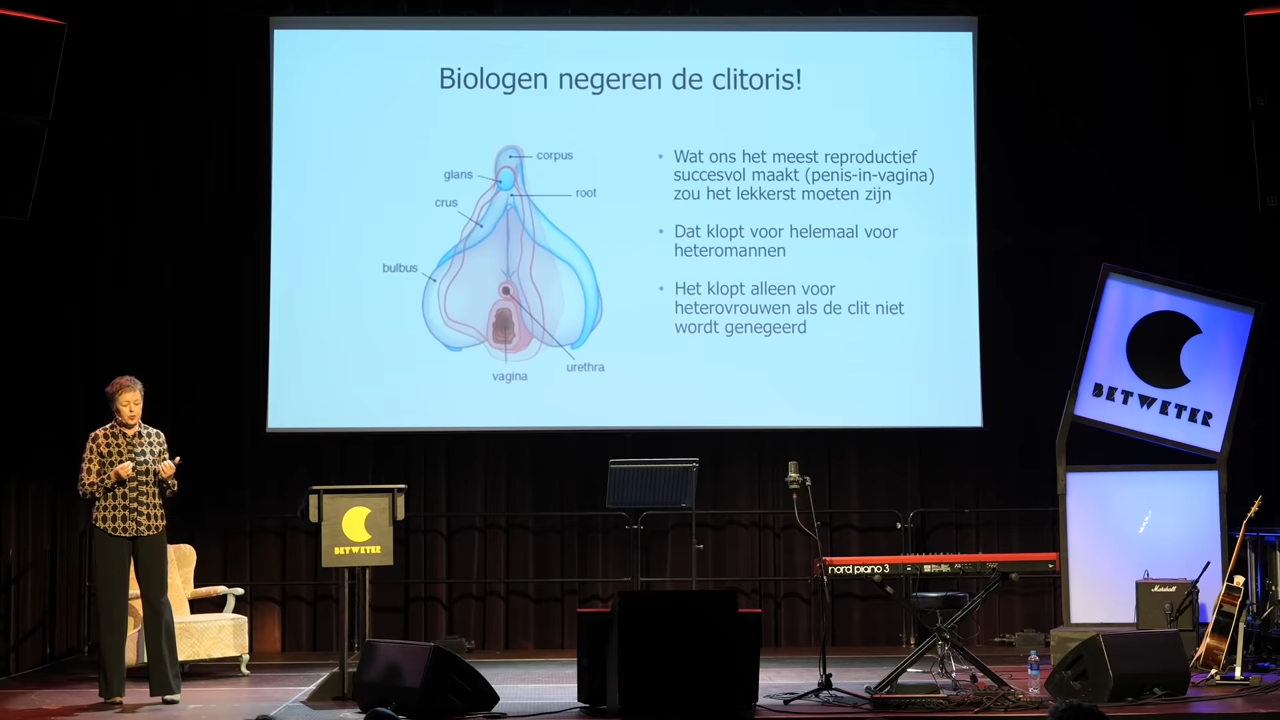 Biologen negeren de clitoris!
corpus
glans
root
crus
bulbus
urethra
vagina
• Wat ons het meest reproductief
succesvol maakt (penis-in-vagina)
zou het lekkerst moeten zijn
• Dat klopt voor helemaal voor
heteromannen
• Het klopt alleen voor
heterovrouwen als de clit niet
wordt genegeerd
BETWETER
BETWETER
nord piano 3
Marshall